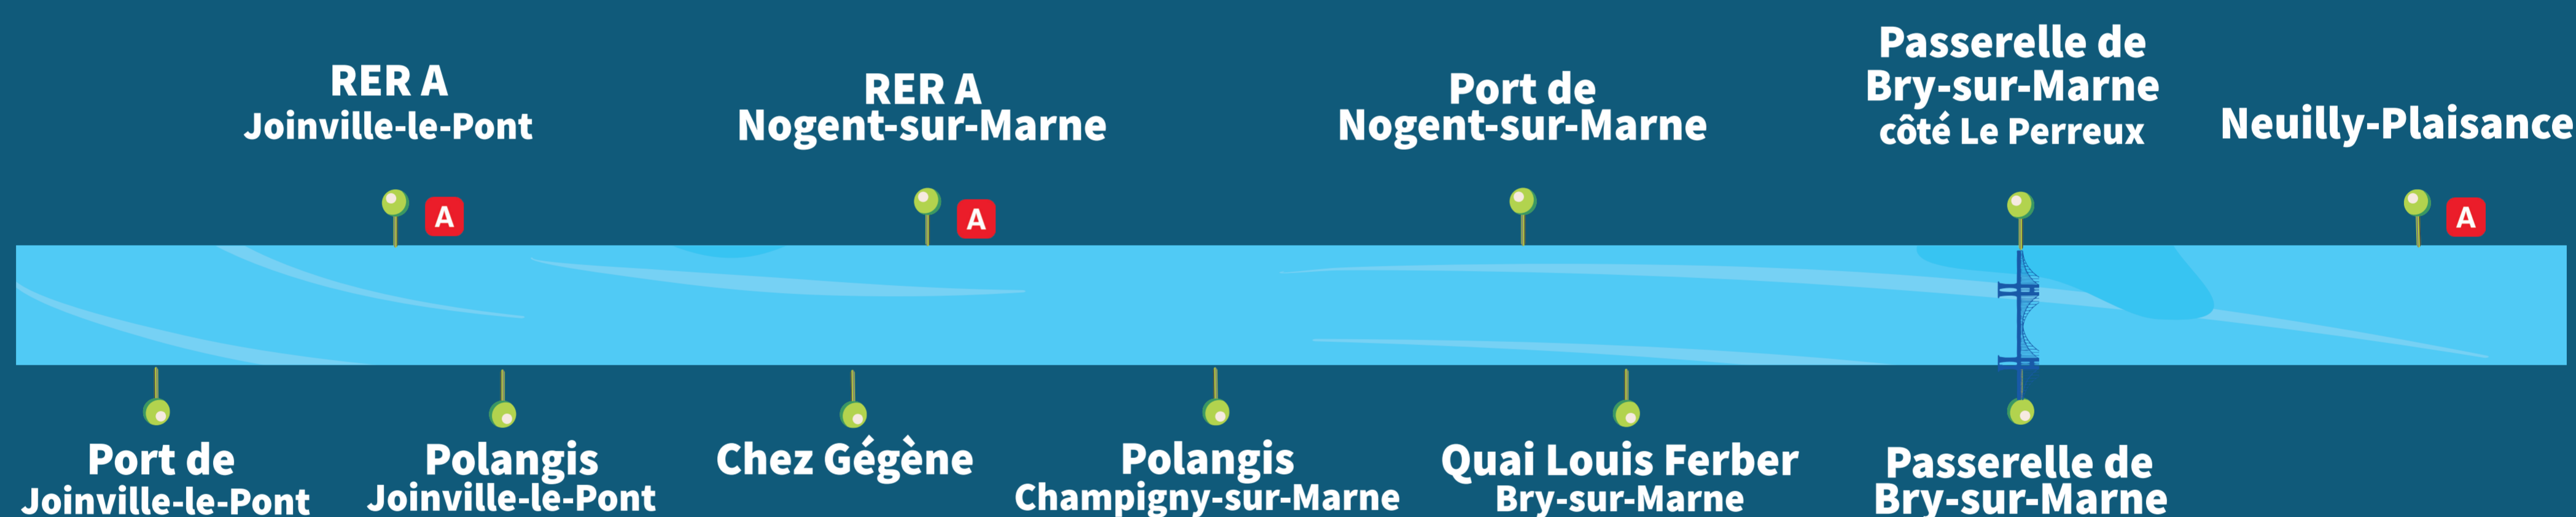 RER A
Joinville-le-Pont
A
RER A
Nogent-sur-Marne
A
Port de
Nogent-sur-Marne
Passerelle de
Bry-sur-Marne
côté Le Perreux
Neuilly-Plaisance
A
Port de
Joinville-le-Pont
Polangis
Joinville-le-Pont
Chez Gégène
Polangis
Champigny-sur-Marne
Quai Louis Ferber
Bry-sur-Marne
Passerelle de
Bry-sur-Marne